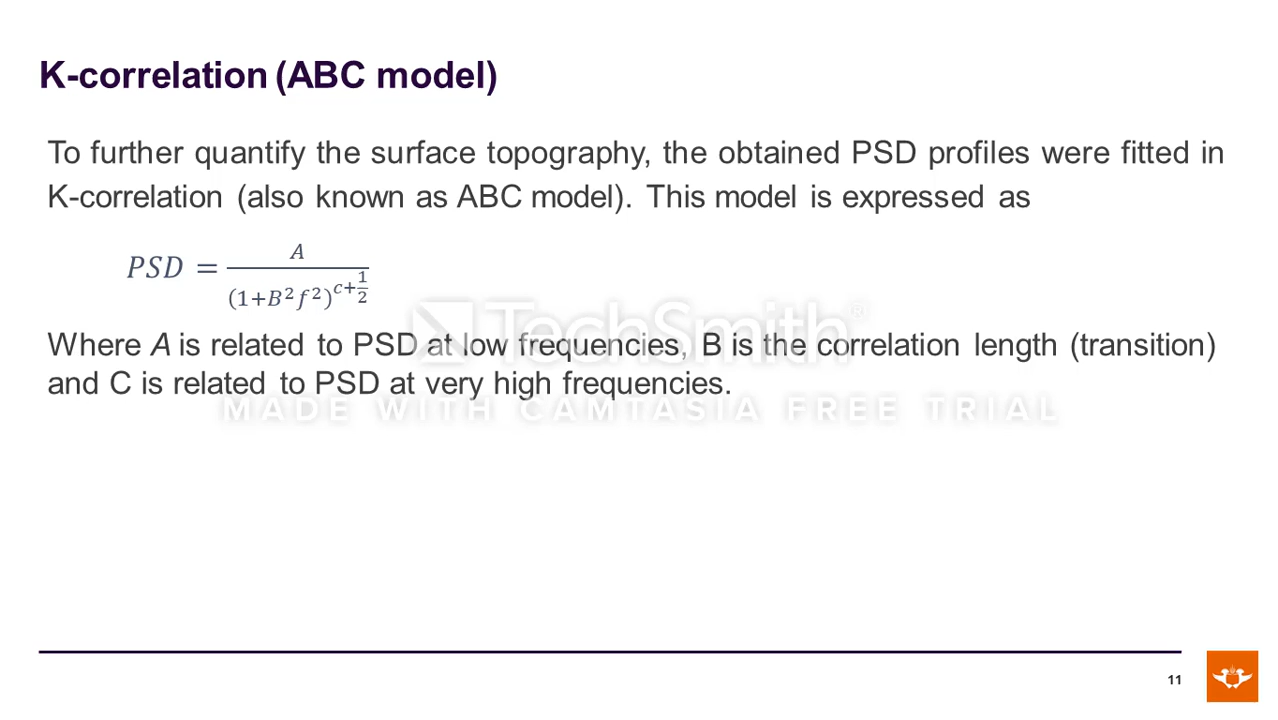 K-correlation (ABC model)
To further quantify the surface topography, the obtained PSD profiles were fitted in
K-correlation (also known as ABC model). This model is expressed as
PSD = A / (1+B²f²)^(c+1/2)
TechSmith®
Where A is related to PSD at low frequencies, B is the correlation length (transition)
and C is related to PSD at very high frequencies.
MADE WITH CAMTASIA FREE TRIAL
11